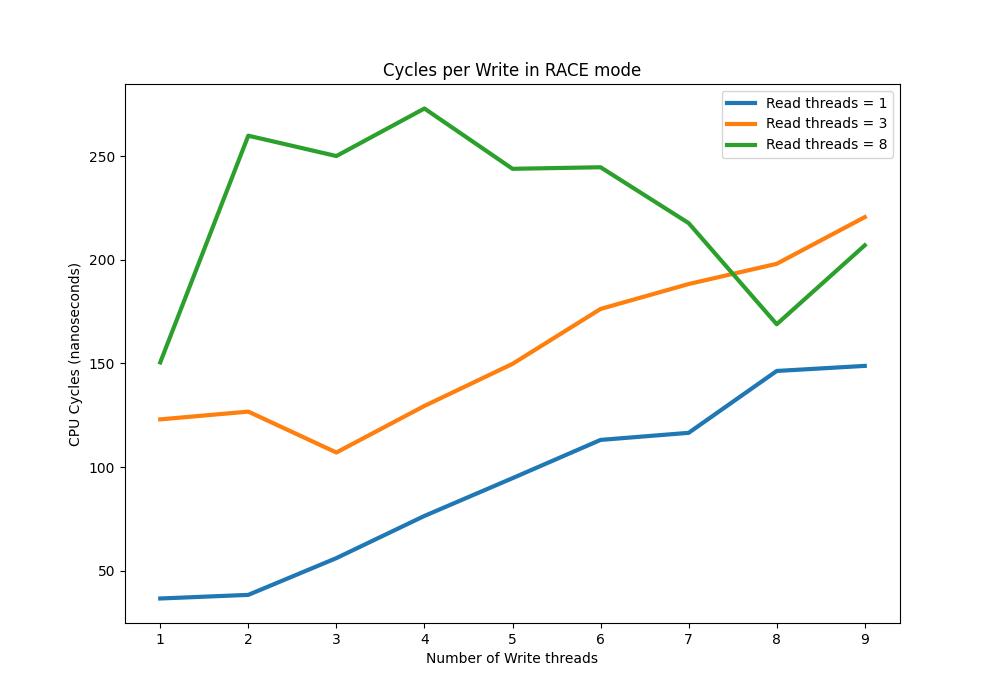 Cycles per Write in RACE mode
Read threads = 1
Read threads = 3
Read threads = 8
CPU Cycles (nanoseconds)
250
200
150
100
50
1 2 3 4 5 6 7 8 9
Number of Write threads